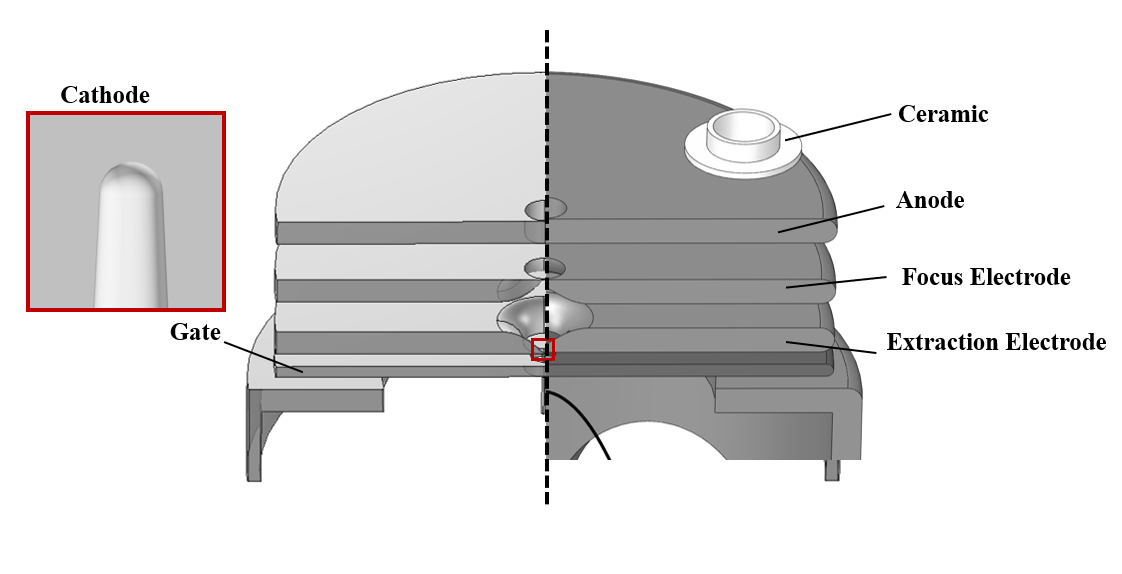 Cathode
Ceramic
Anode
Focus Electrode
Gate
Extraction Electrode